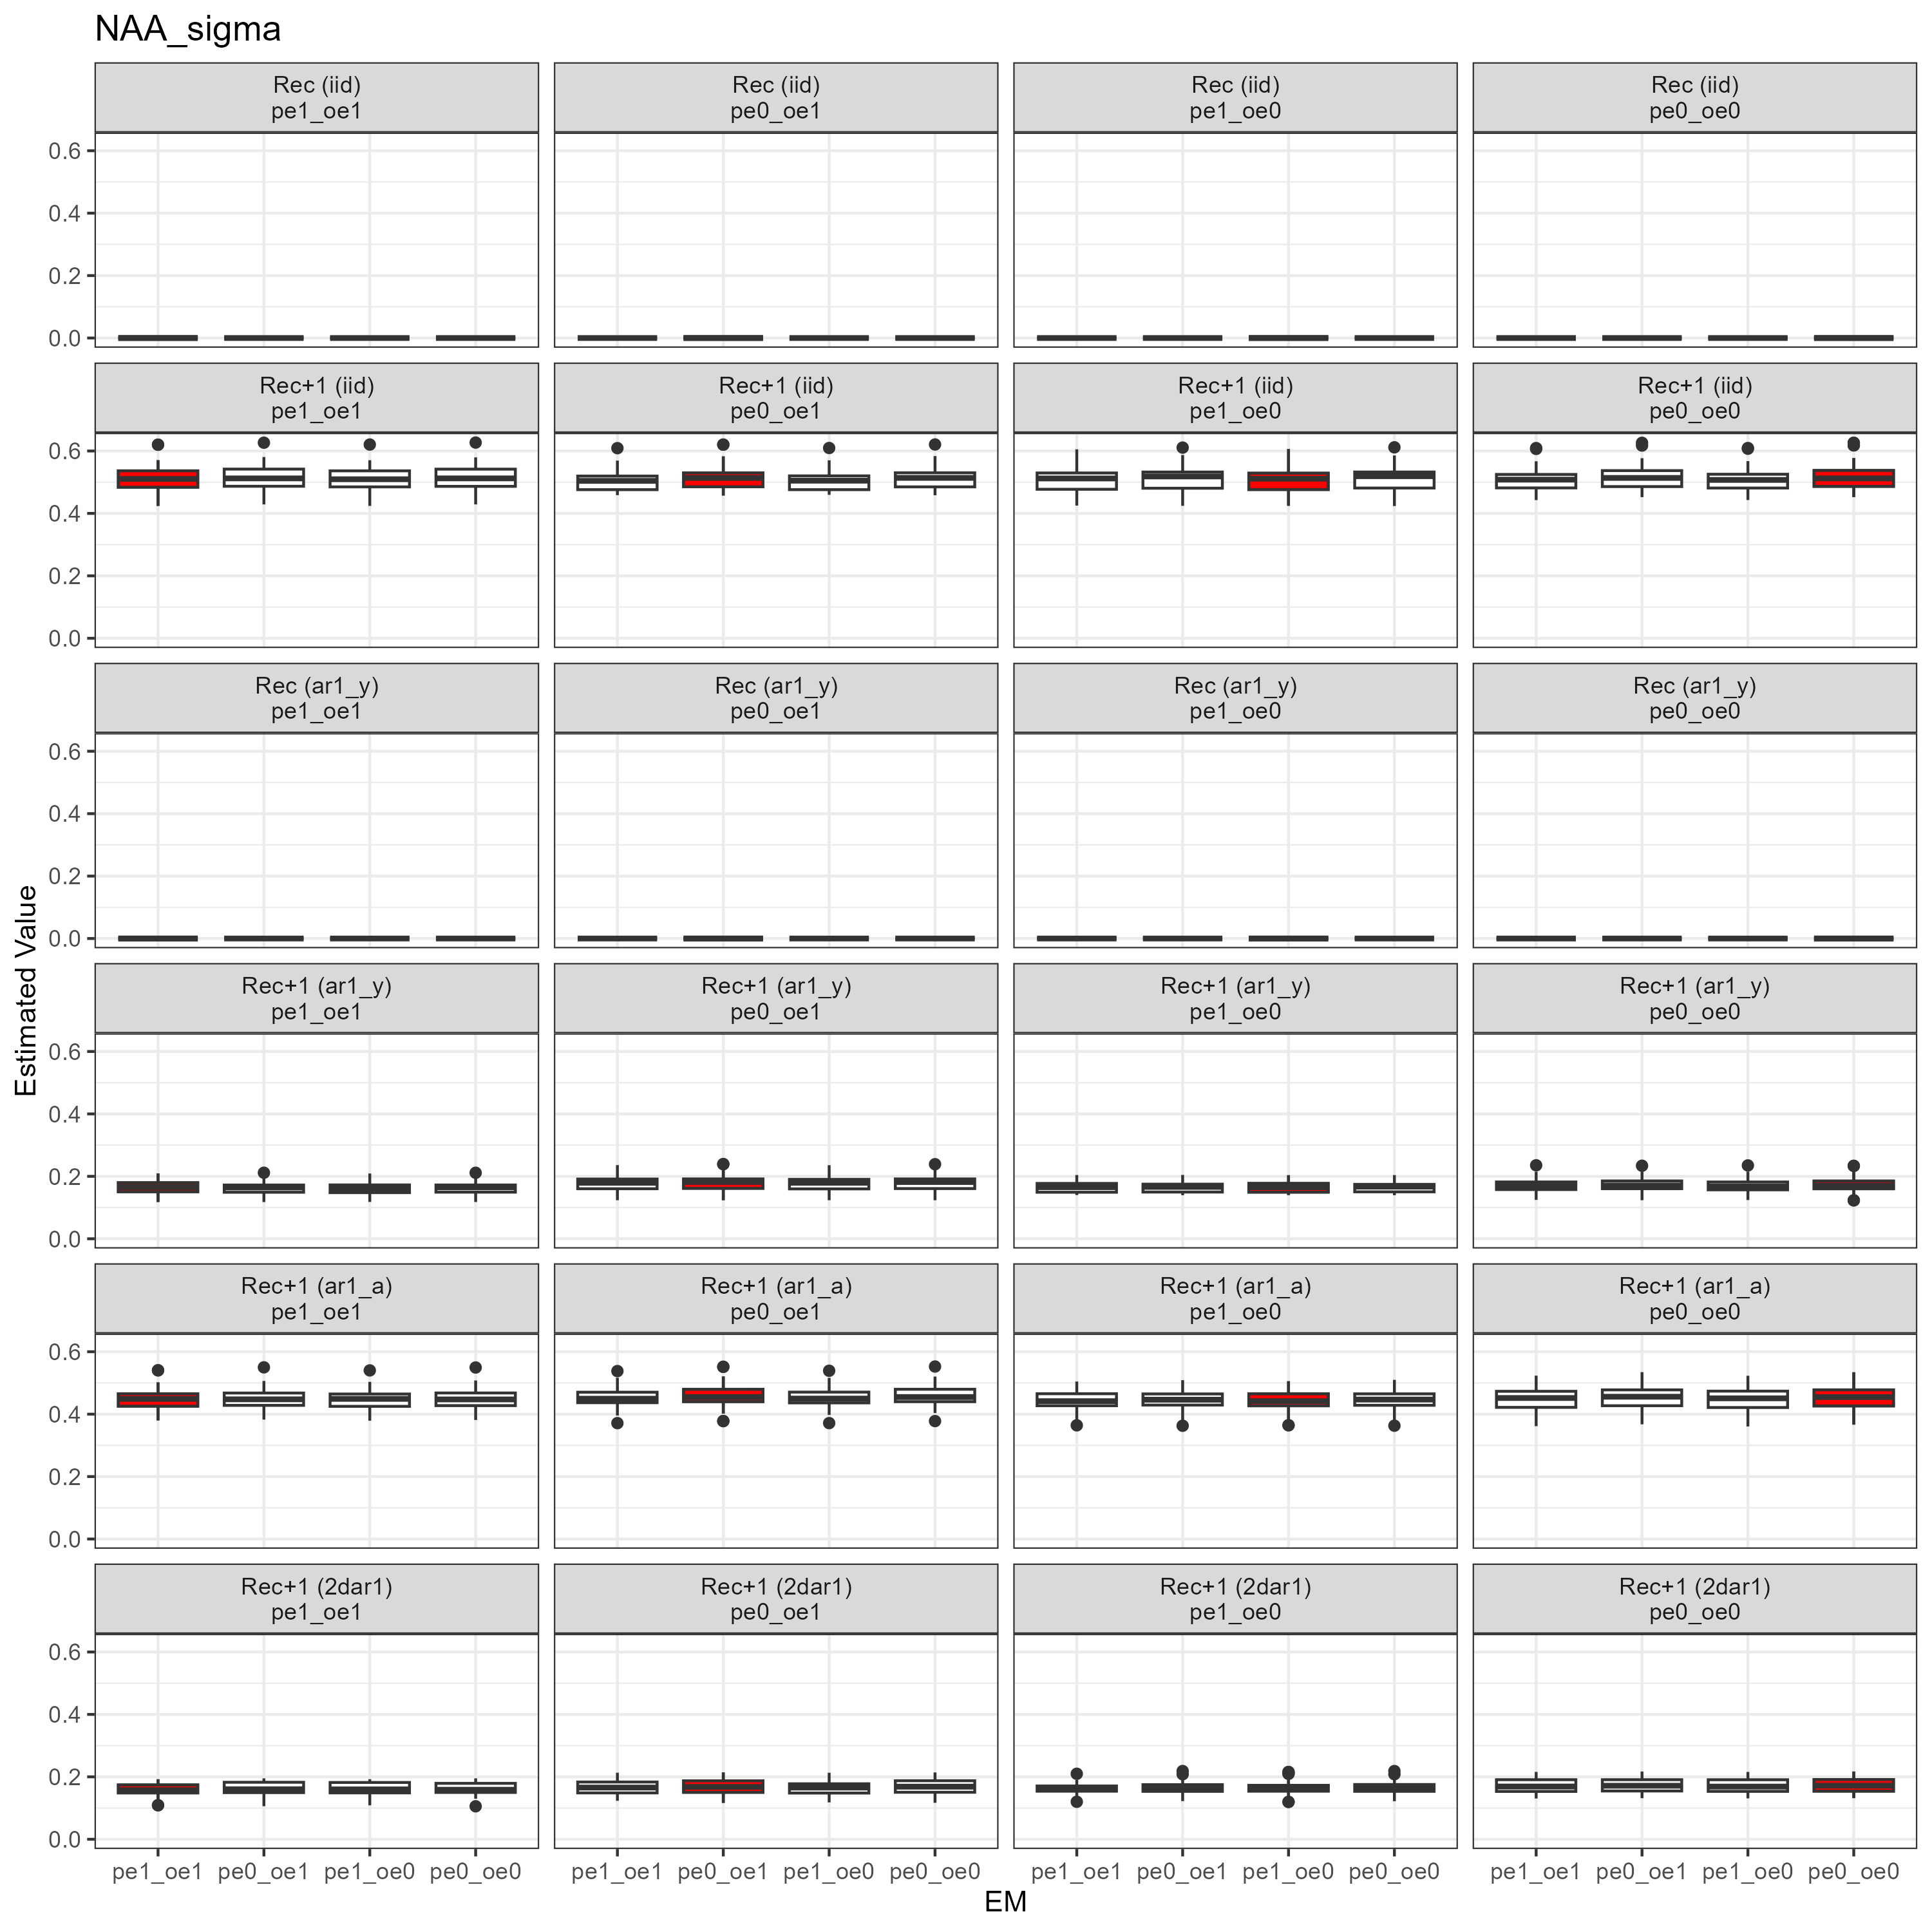 NAA_sigma
Rec (iid)
pe1_oe1
Rec (iid)
pe0_oe1
Rec (iid)
pe1_oe0
Rec (iid)
pe0_oe0
0.6
0.4
0.2
0.0
Rec+1 (iid)
pe1_oe1
Rec+1 (iid)
pe0_oe1
Rec+1 (iid)
pe1_oe0
Rec+1 (iid)
pe0_oe0
0.6
0.4
0.2
0.0
Rec (ar1_y)
pe1_oe1
Rec (ar1_y)
pe0_oe1
Rec (ar1_y)
pe1_oe0
Rec (ar1_y)
pe0_oe0
0.6
0.4
0.2
0.0
Estimated Value
Rec+1 (ar1_y)
pe1_oe1
Rec+1 (ar1_y)
pe0_oe1
Rec+1 (ar1_y)
pe1_oe0
Rec+1 (ar1_y)
pe0_oe0
0.6
0.4
0.2
0.0
Rec+1 (ar1_a)
pe1_oe1
Rec+1 (ar1_a)
pe0_oe1
Rec+1 (ar1_a)
pe1_oe0
Rec+1 (ar1_a)
pe0_oe0
0.6
0.4
0.2
0.0
Rec+1 (2dar1)
pe1_oe1
Rec+1 (2dar1)
pe0_oe1
Rec+1 (2dar1)
pe1_oe0
Rec+1 (2dar1)
pe0_oe0
0.6
0.4
0.2
0.0
pe1_oe1 pe0_oe1 pe1_oe0 pe0_oe0
pe1_oe1 pe0_oe1 pe1_oe0 pe0_oe0
pe1_oe1 pe0_oe1 pe1_oe0 pe0_oe0
pe1_oe1 pe0_oe1 pe1_oe0 pe0_oe0
EM